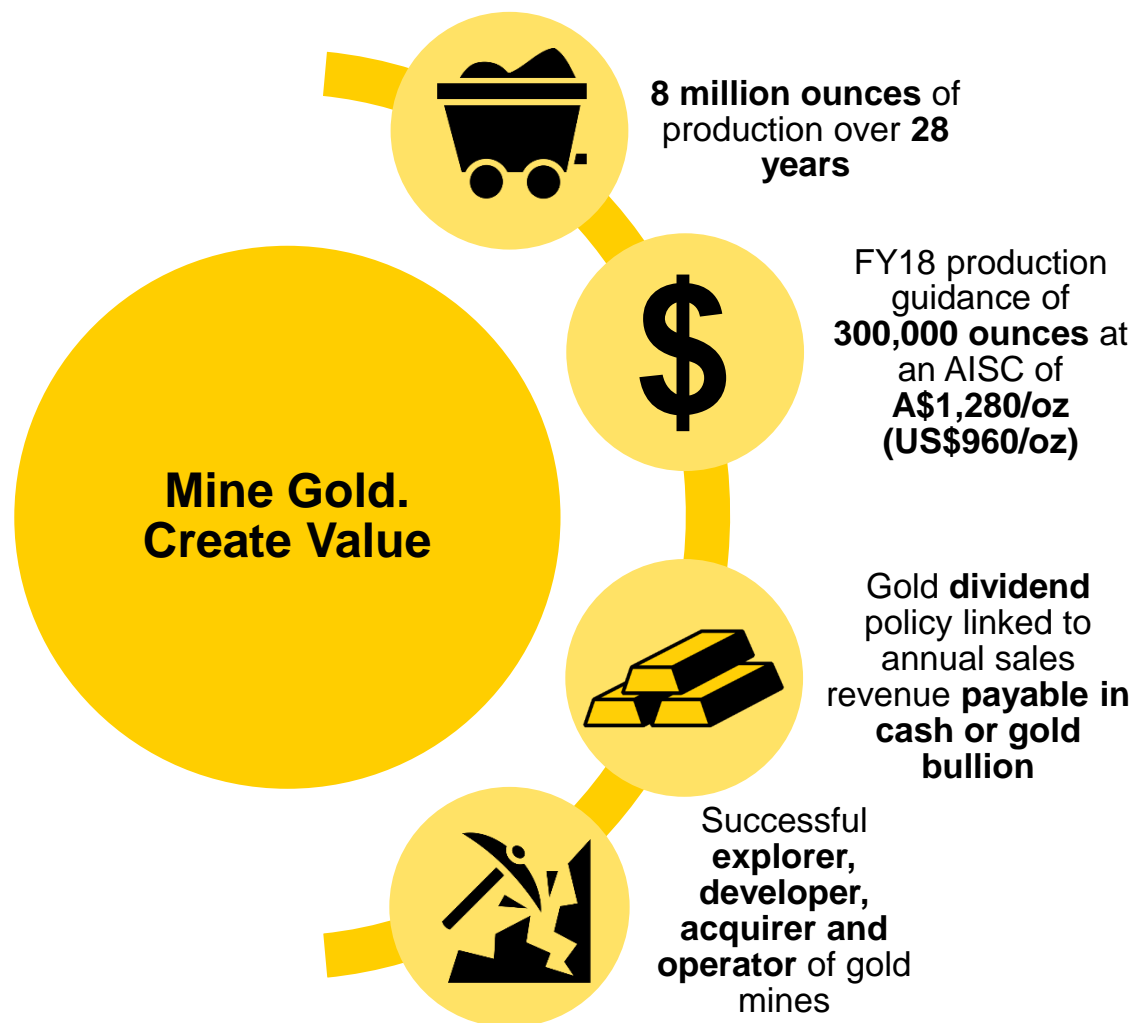 8 million ounces of
production over 28
years
FY18 production
guidance of
300,000 ounces at
an AISC of
A$1,280/oz
(US$960/oz)
$
Mine Gold.
Create Value
Gold dividend
policy linked to
annual sales
revenue payable in
cash or gold
bullion
Successful
explorer,
developer,
acquirer and
operator of gold
mines